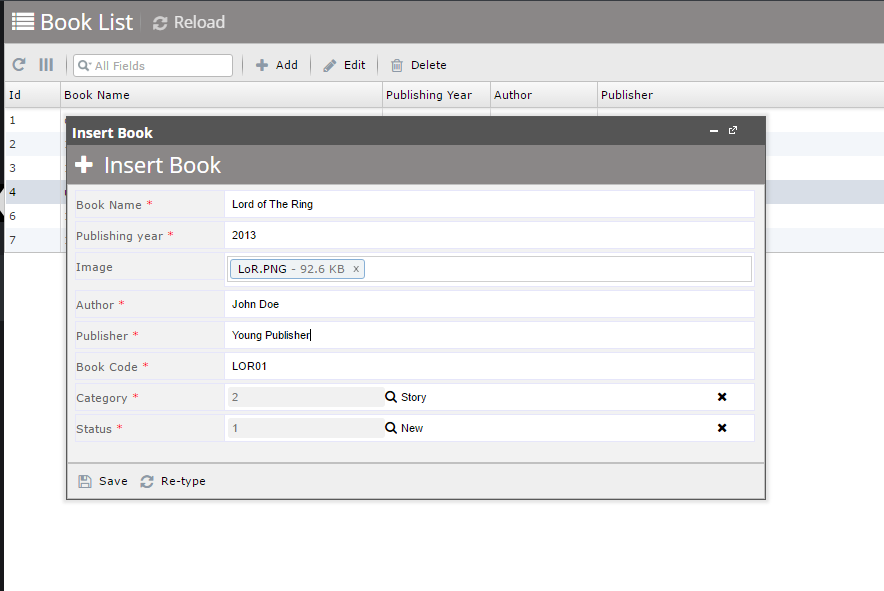 Book List Reload
All Fields Add Edit Delete
Id Book Name Publishing Year Author Publisher
1
2
3
4
6
7
Insert Book
Insert Book
Book Name * Lord of The Ring
Publishing year * 2013
Image LoR.PNG - 92.6 KB x
Author * John Doe
Publisher * Young Publisher
Book Code * LOR01
Category * 2 Story
Status * 1 New
Save Re-type